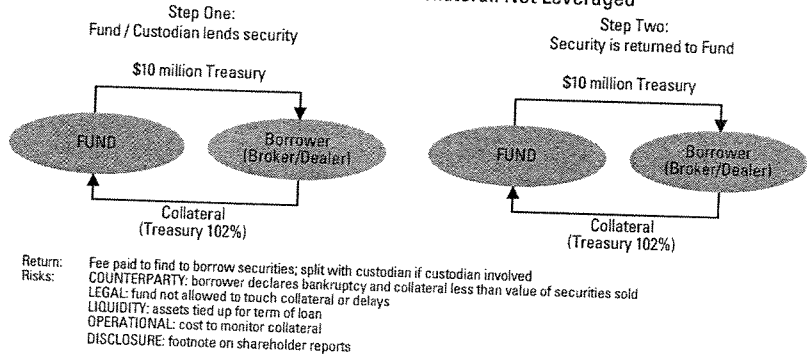 Not Leveraged
Step One:
Fund / Custodian lends security
$10 million Treasury
FUND
Borrower
(Broker/Dealer)
Collateral
(Treasury 102%)
Step Two:
Security is returned to Fund
$10 million Treasury
FUND
Borrower
(Broker/Dealer)
Collateral
(Treasury 102%)
Return: Fee paid to find to borrow securities; split with custodian if custodian involved
Risks: COUNTERPARTY: borrower declares bankruptcy and collateral less than value of securities sold
LEGAL: fund not allowed to touch collateral or delays
LIQUIDITY: assets tied up for term of loan
OPERATIONAL: cost to monitor collateral
DISCLOSURE: footnote on shareholder reports